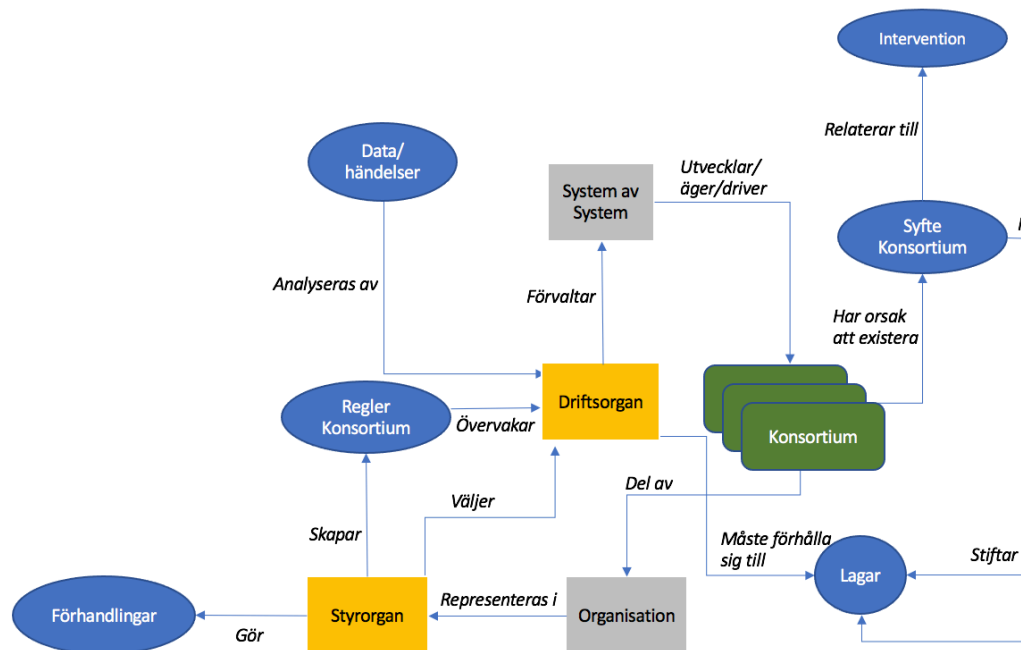 Intervention
Relaterar till
Data/
händelser
Utvecklar/
äger/driver
System av
System
Syfte
Konsortium
Analyseras av
Förvaltar
Har orsak
att existera
Regler
Konsortium
Övervakar
Driftsorgan
Konsortium
Väljer
Del av
Skapar
Måste förhålla
sig till
Stiftar
Lagar
Förhandlingar
Gör
Styrorgan
Representeras i
Organisation